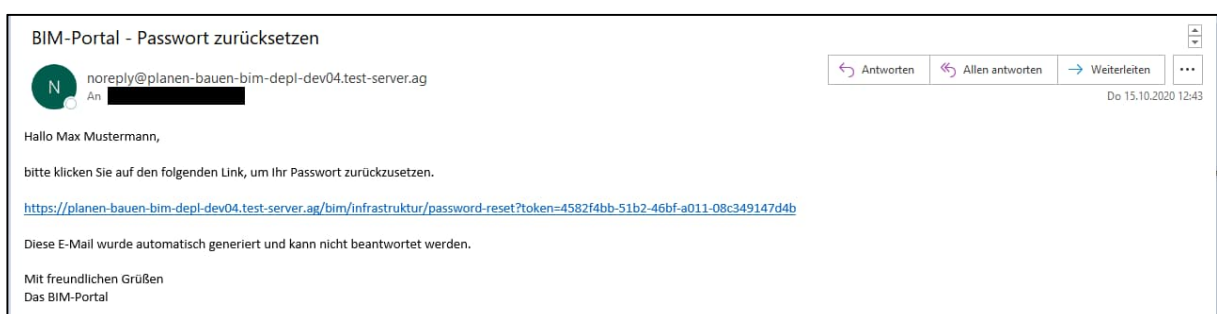 BIM-Portal - Passwort zurücksetzen
N
noreply@planen-bauen-bim-depl-dev04.test-server.ag
An
Antworten
Allen antworten
Weiterleiten
...
Do 15.10.2020 12:43
Hallo Max Mustermann,
bitte klicken Sie auf den folgenden Link, um Ihr Passwort zurückzusetzen.
https://planen-bauen-bim-depl-dev04.test-server.ag/bim/infrastruktur/password-reset?token=4582f4bb-51b2-46bf-a011-08c349147d4b
Diese E-Mail wurde automatisch generiert und kann nicht beantwortet werden.
Mit freundlichen Grüßen
Das BIM-Portal